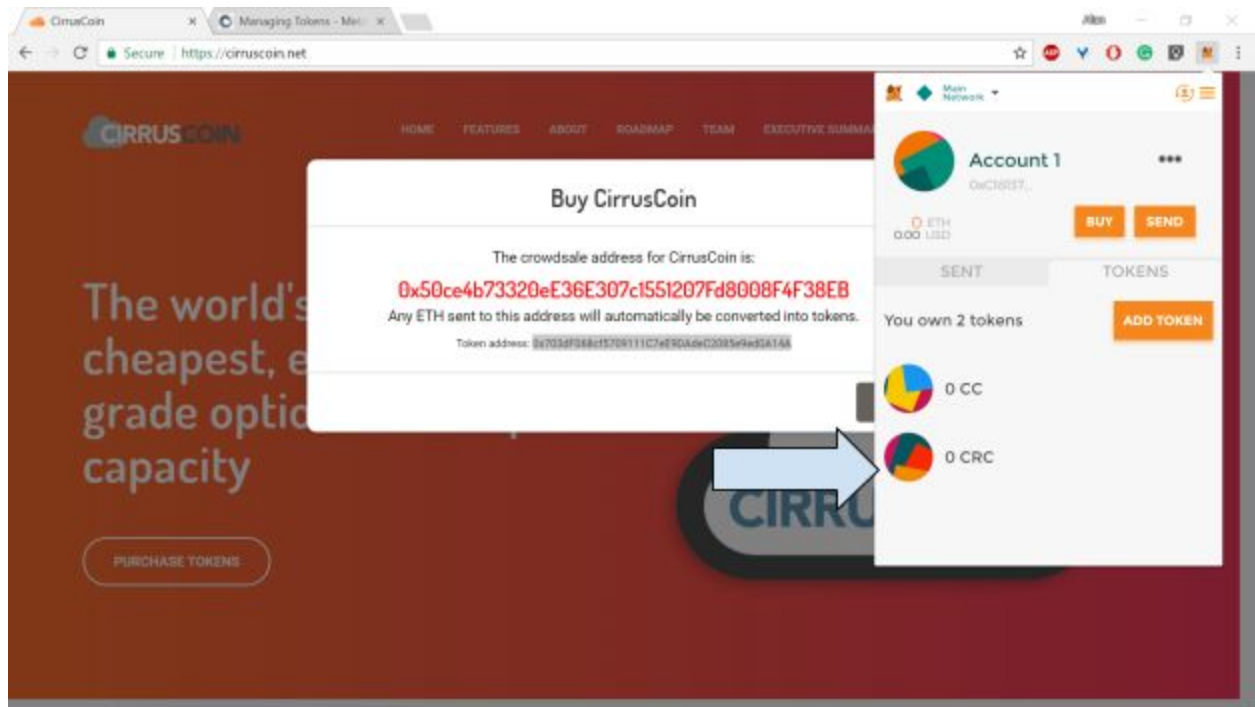 CirrusCoin
Managing Tokens - Met
Allen
Secure https://cirruscoin.net
ABP
Main
Network
CIRRUSCOIN
HOME FEATURES ABOUT ROADMAP TEAM EXECUTIVE SUMMA
Account 1
0 ETH
0.00 USD
BUY
SEND
SENT
TOKENS
You own 2 tokens
ADD TOKEN
0 CC
0 CRC
Buy CirrusCoin
The crowdsale address for CirrusCoin is:
0x50ce4b73320eE36E307c1551207Fd8008F4F38EB
Any ETH sent to this address will automatically be converted into tokens.
Token address:
The world's
cheapest, e
grade optio
capacity
PURCHASE TOKENS
CIRRU